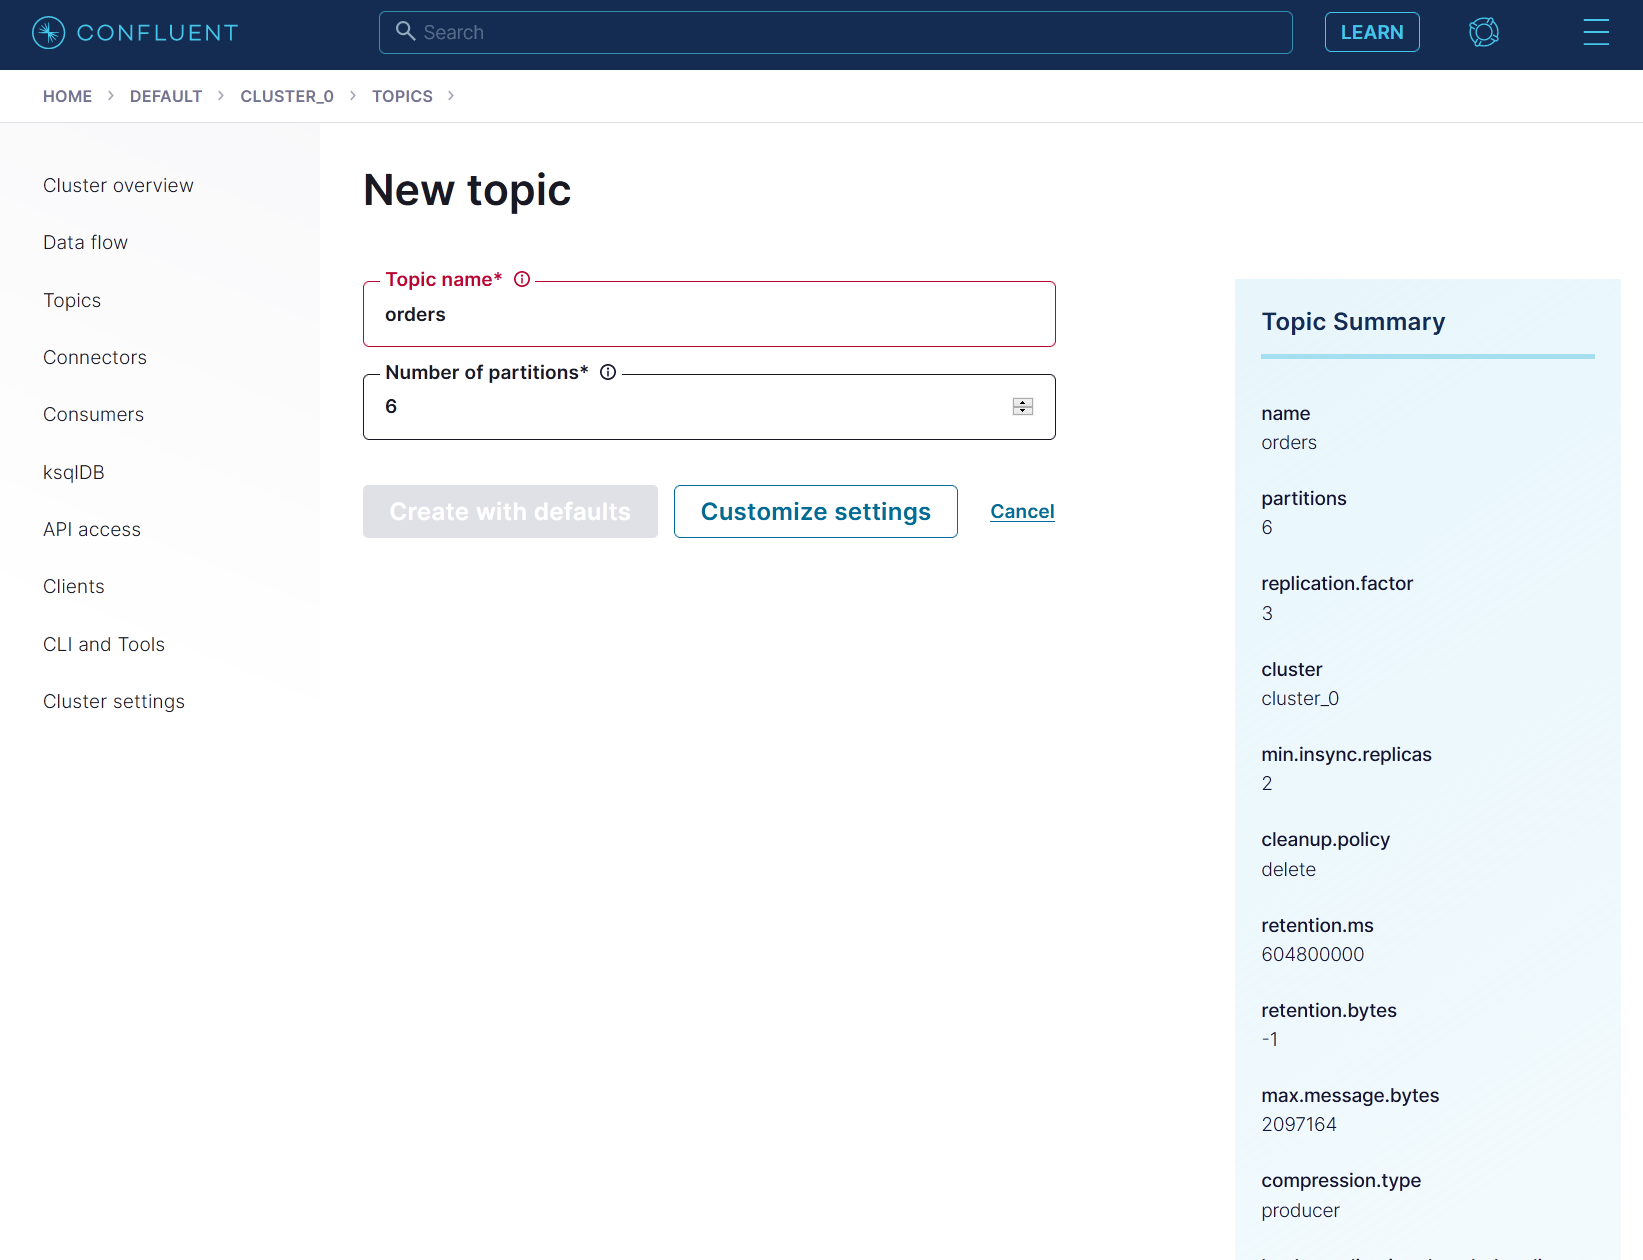 CONFLUENT
Search
LEARN
HOME > DEFAULT > CLUSTER_0 > TOPICS >
Cluster overview
Data flow
Topics
Connectors
Consumers
ksqlDB
API access
Clients
CLI and Tools
Cluster settings
New topic
Topic name*
orders
Number of partitions*
6
Create with defaults
Customize settings
Cancel
Topic Summary
name
orders
partitions
6
replication.factor
3
cluster
cluster_0
min.insync.replicas
2
cleanup.policy
delete
retention.ms
604800000
retention.bytes
-1
max.message.bytes
2097164
compression.type
producer